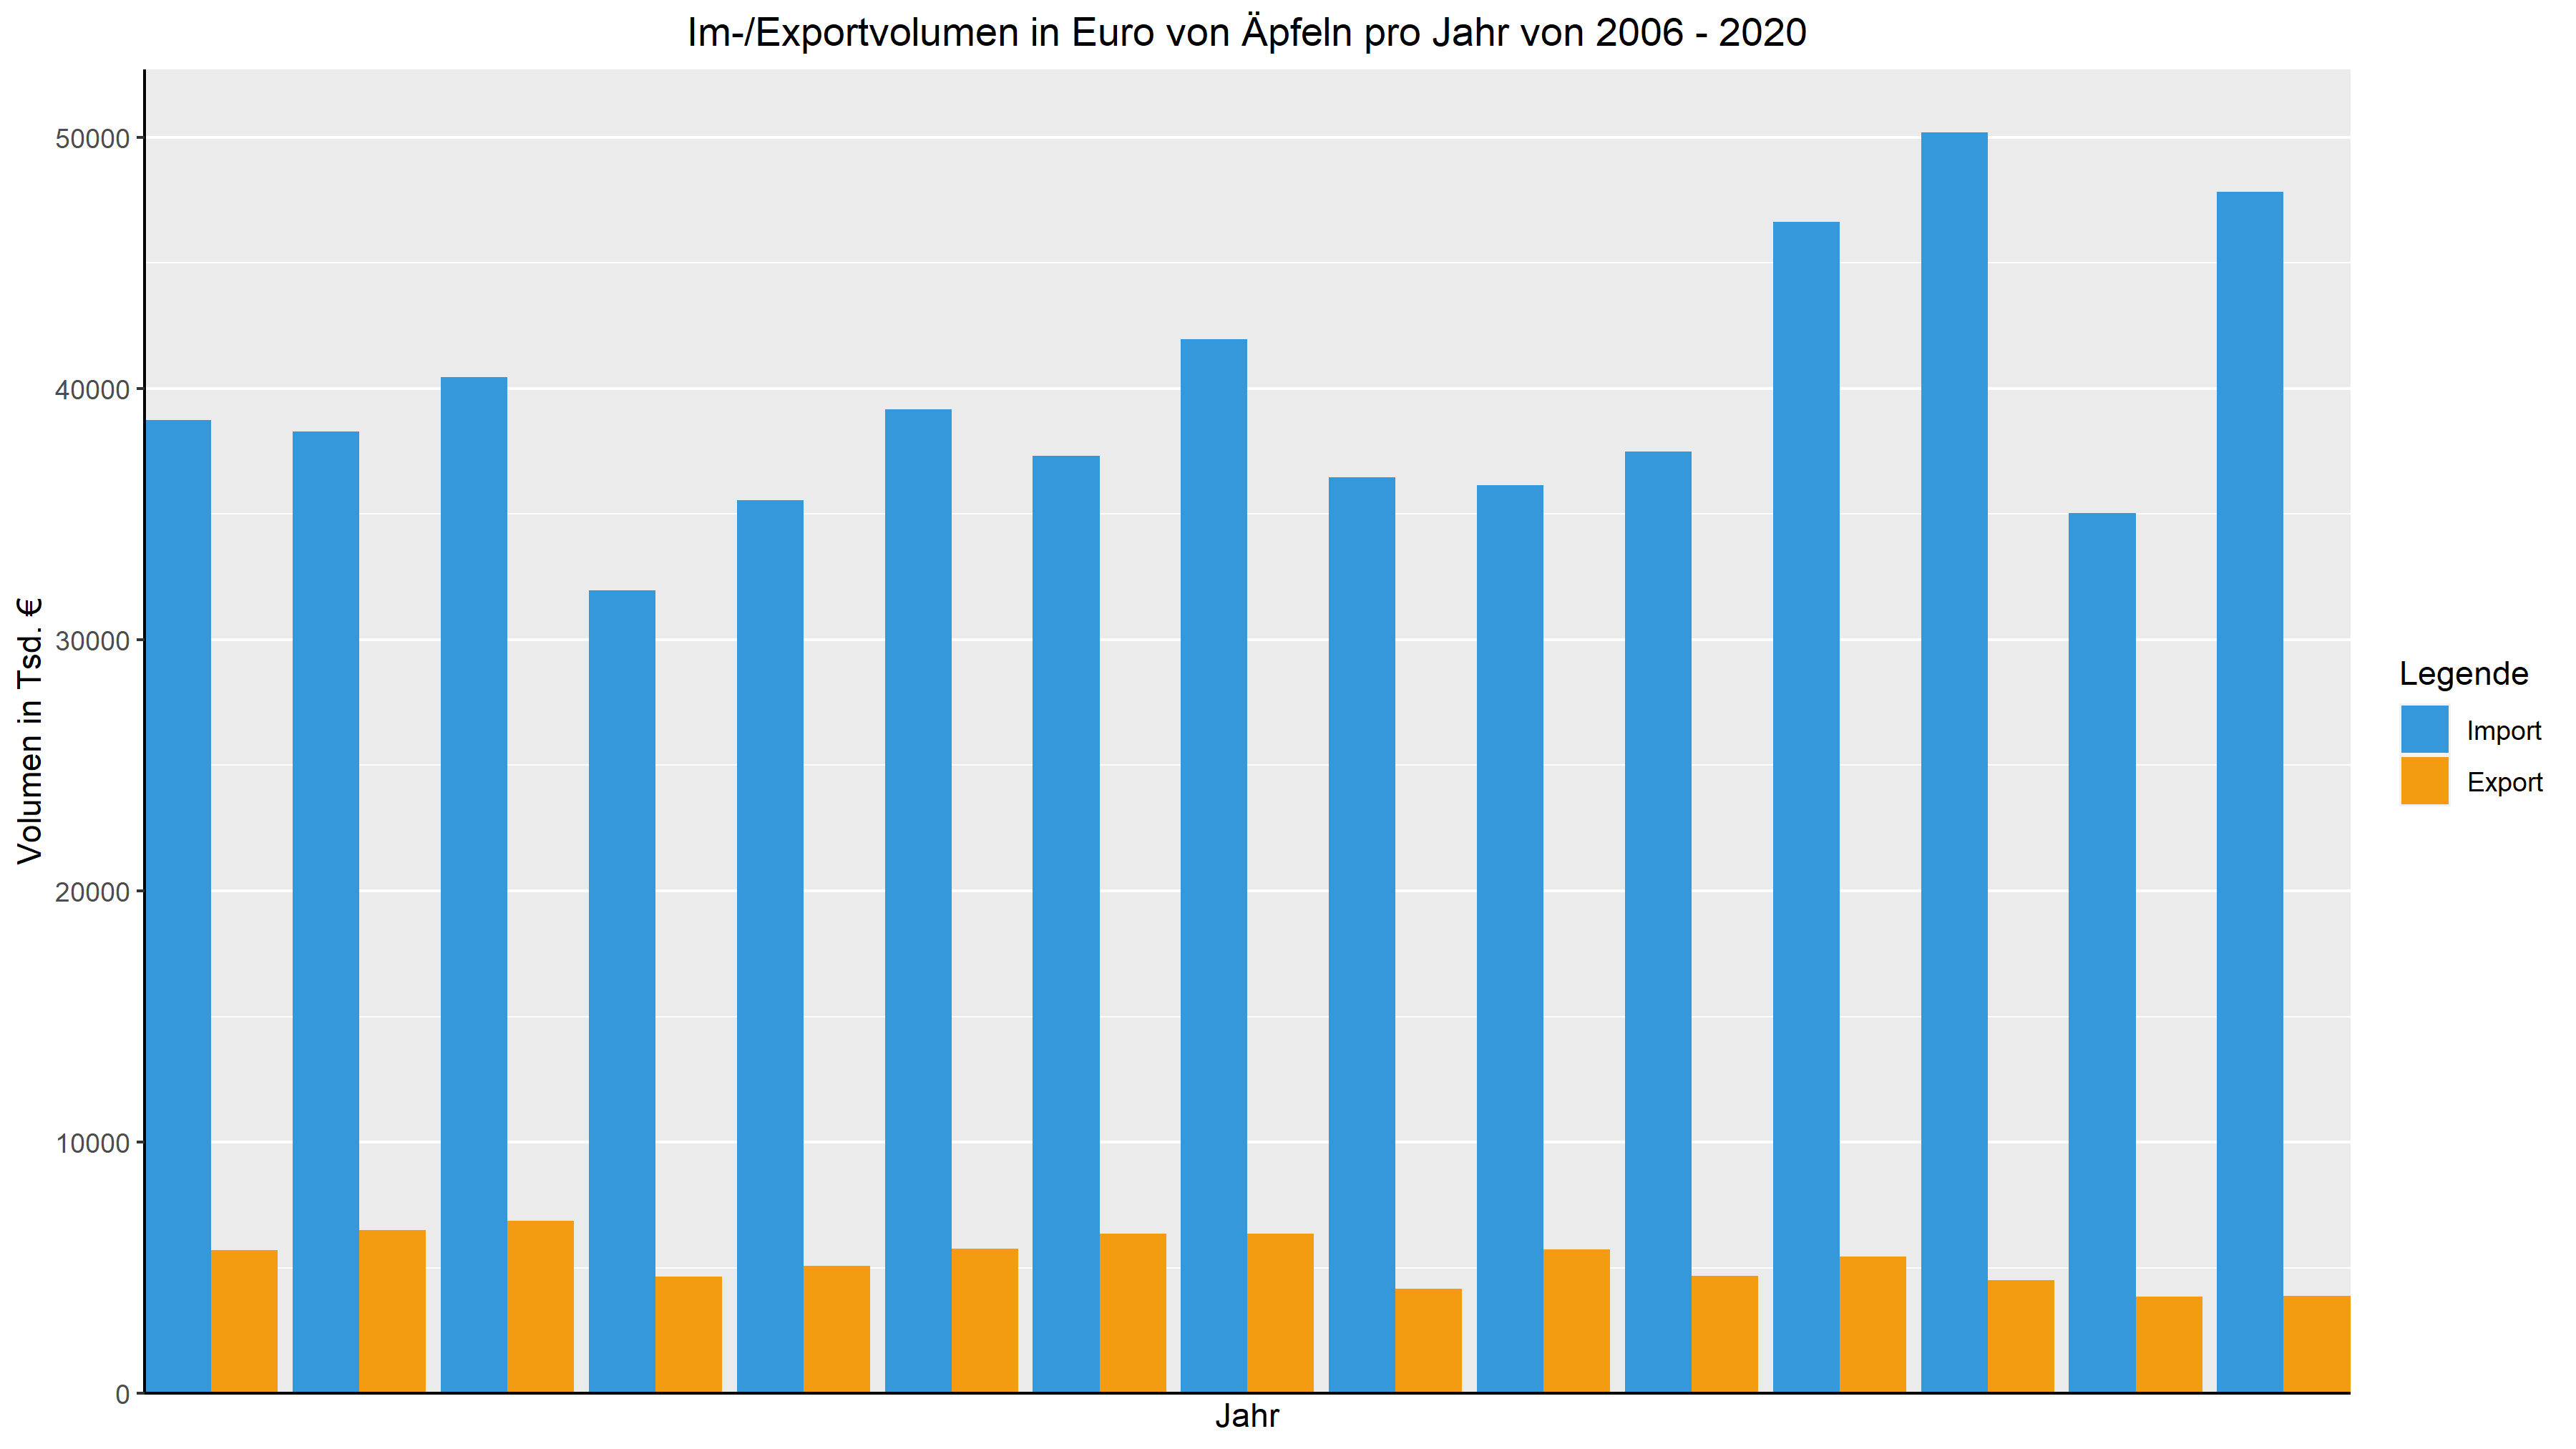 Im-/Exportvolumen in Euro von Äpfeln pro Jahr von 2006 - 2020
Volumen in Tsd. €
50000
40000
30000
20000
10000
0
Jahr
Legende
Import
Export